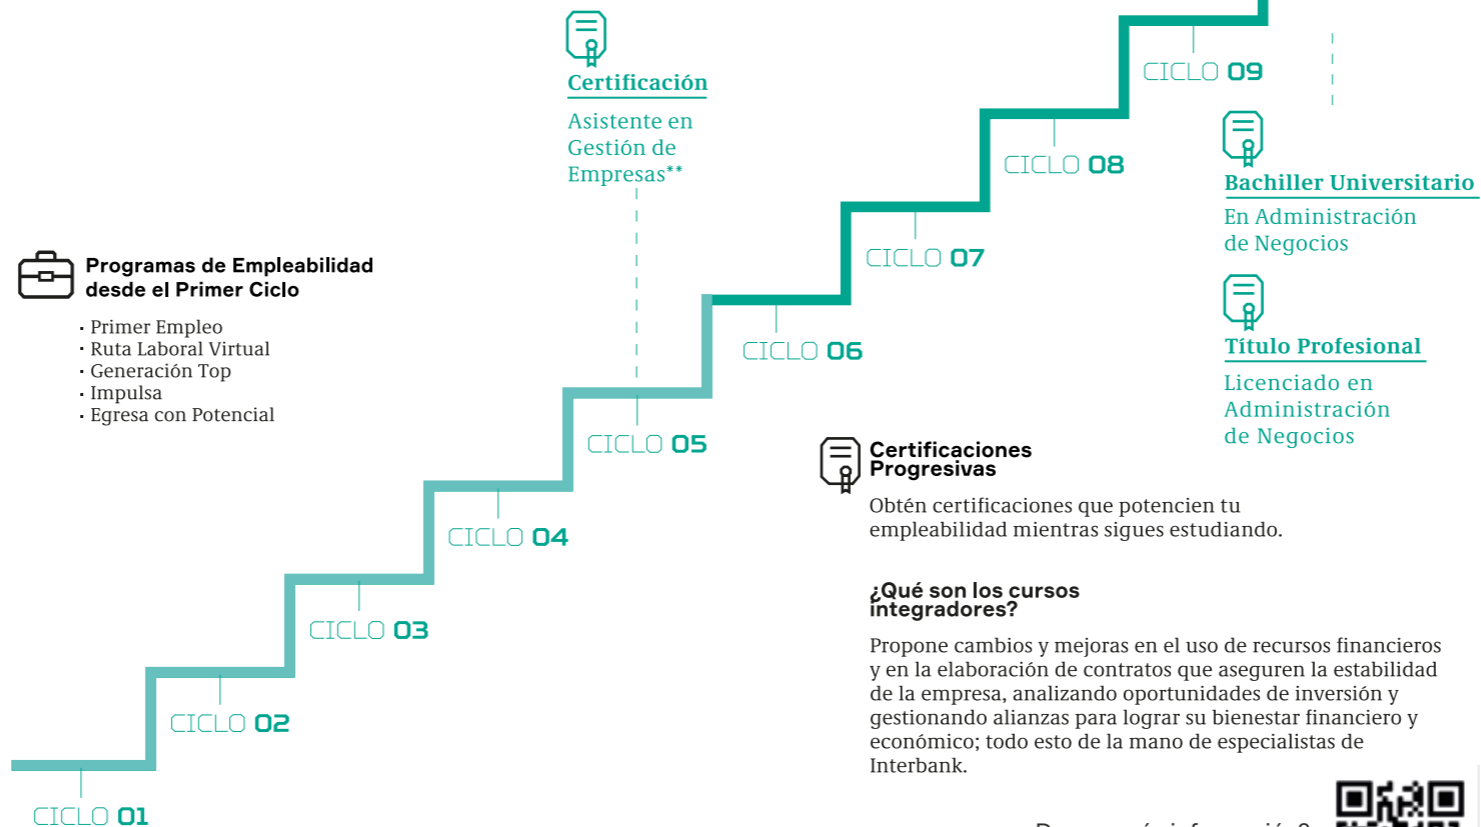 CICLO 09
Certificación
Asistente en
Gestión de
Empresas**
CICLO 08
Bachiller Universitario
En Administración
de Negocios
CICLO 07
Programas de Empleabilidad
desde el Primer Ciclo
· Primer Empleo
· Ruta Laboral Virtual
· Generación Top
· Impulsa
· Egresa con Potencial
CICLO 06
Título Profesional
Licenciado en
Administración
de Negocios
CICLO 05
Certificaciones
Progresivas
Obtén certificaciones que potencien tu
empleabilidad mientras sigues estudiando.
CICLO 04
¿Qué son los cursos
integradores?
Propone cambios y mejoras en el uso de recursos financieros
y en la elaboración de contratos que aseguren la estabilidad
de la empresa, analizando oportunidades de inversión y
gestionando alianzas para lograr su bienestar financiero y
económico; todo esto de la mano de especialistas de
Interbank.
CICLO 03
CICLO 02
CICLO 01